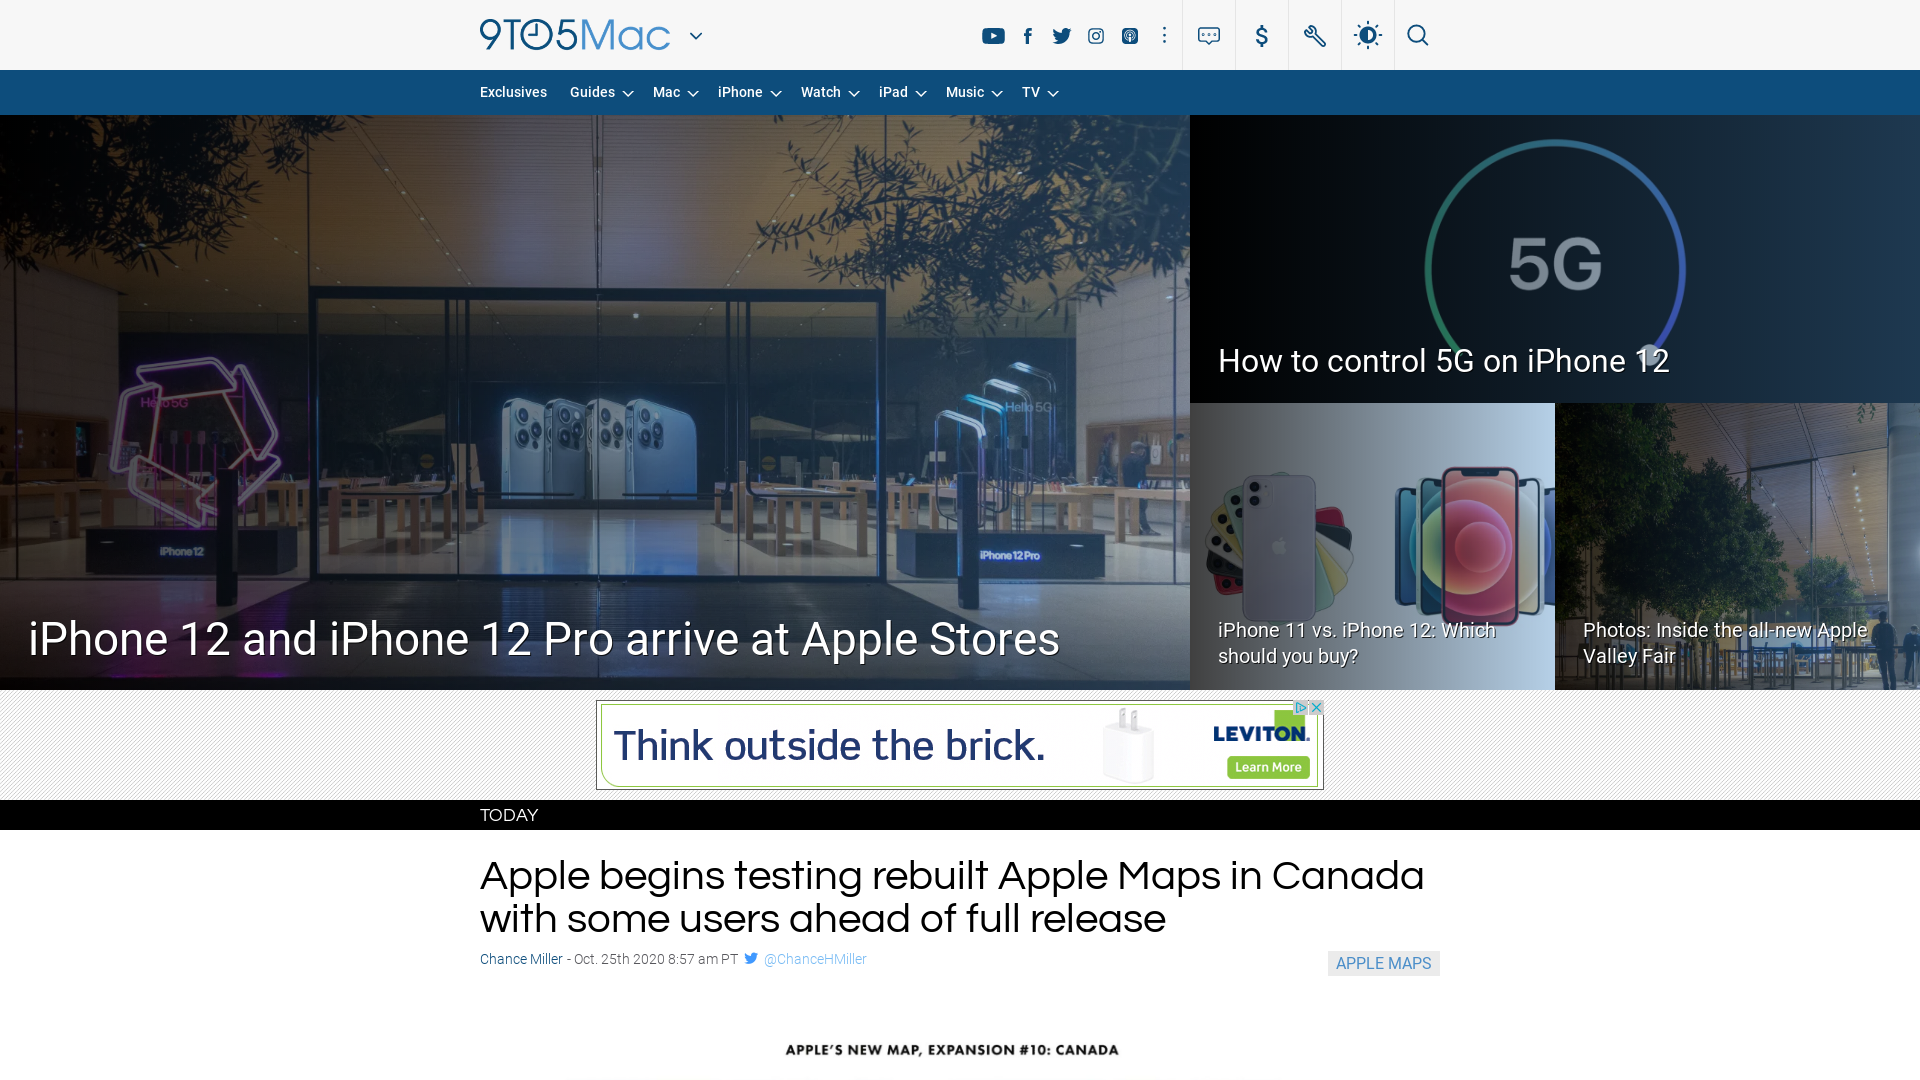 9TO5Mac
Exclusives Guides Mac iPhone Watch iPad Music TV
Hello 5G
Hello 5G
iPhone 12
iPhone 12 Pro
iPhone 12 and iPhone 12 Pro arrive at Apple Stores
5G
How to control 5G on iPhone 12
iPhone 11 vs. iPhone 12: Which
should you buy?
Photos: Inside the all-new Apple
Valley Fair
Think outside the brick.
LEVITON®
Learn More
TODAY
Apple begins testing rebuilt Apple Maps in Canada
with some users ahead of full release
Chance Miller - Oct. 25th 2020 8:57 am PT @ChanceHMiller
APPLE MAPS
APPLE'S NEW MAP, EXPANSION #10: CANADA